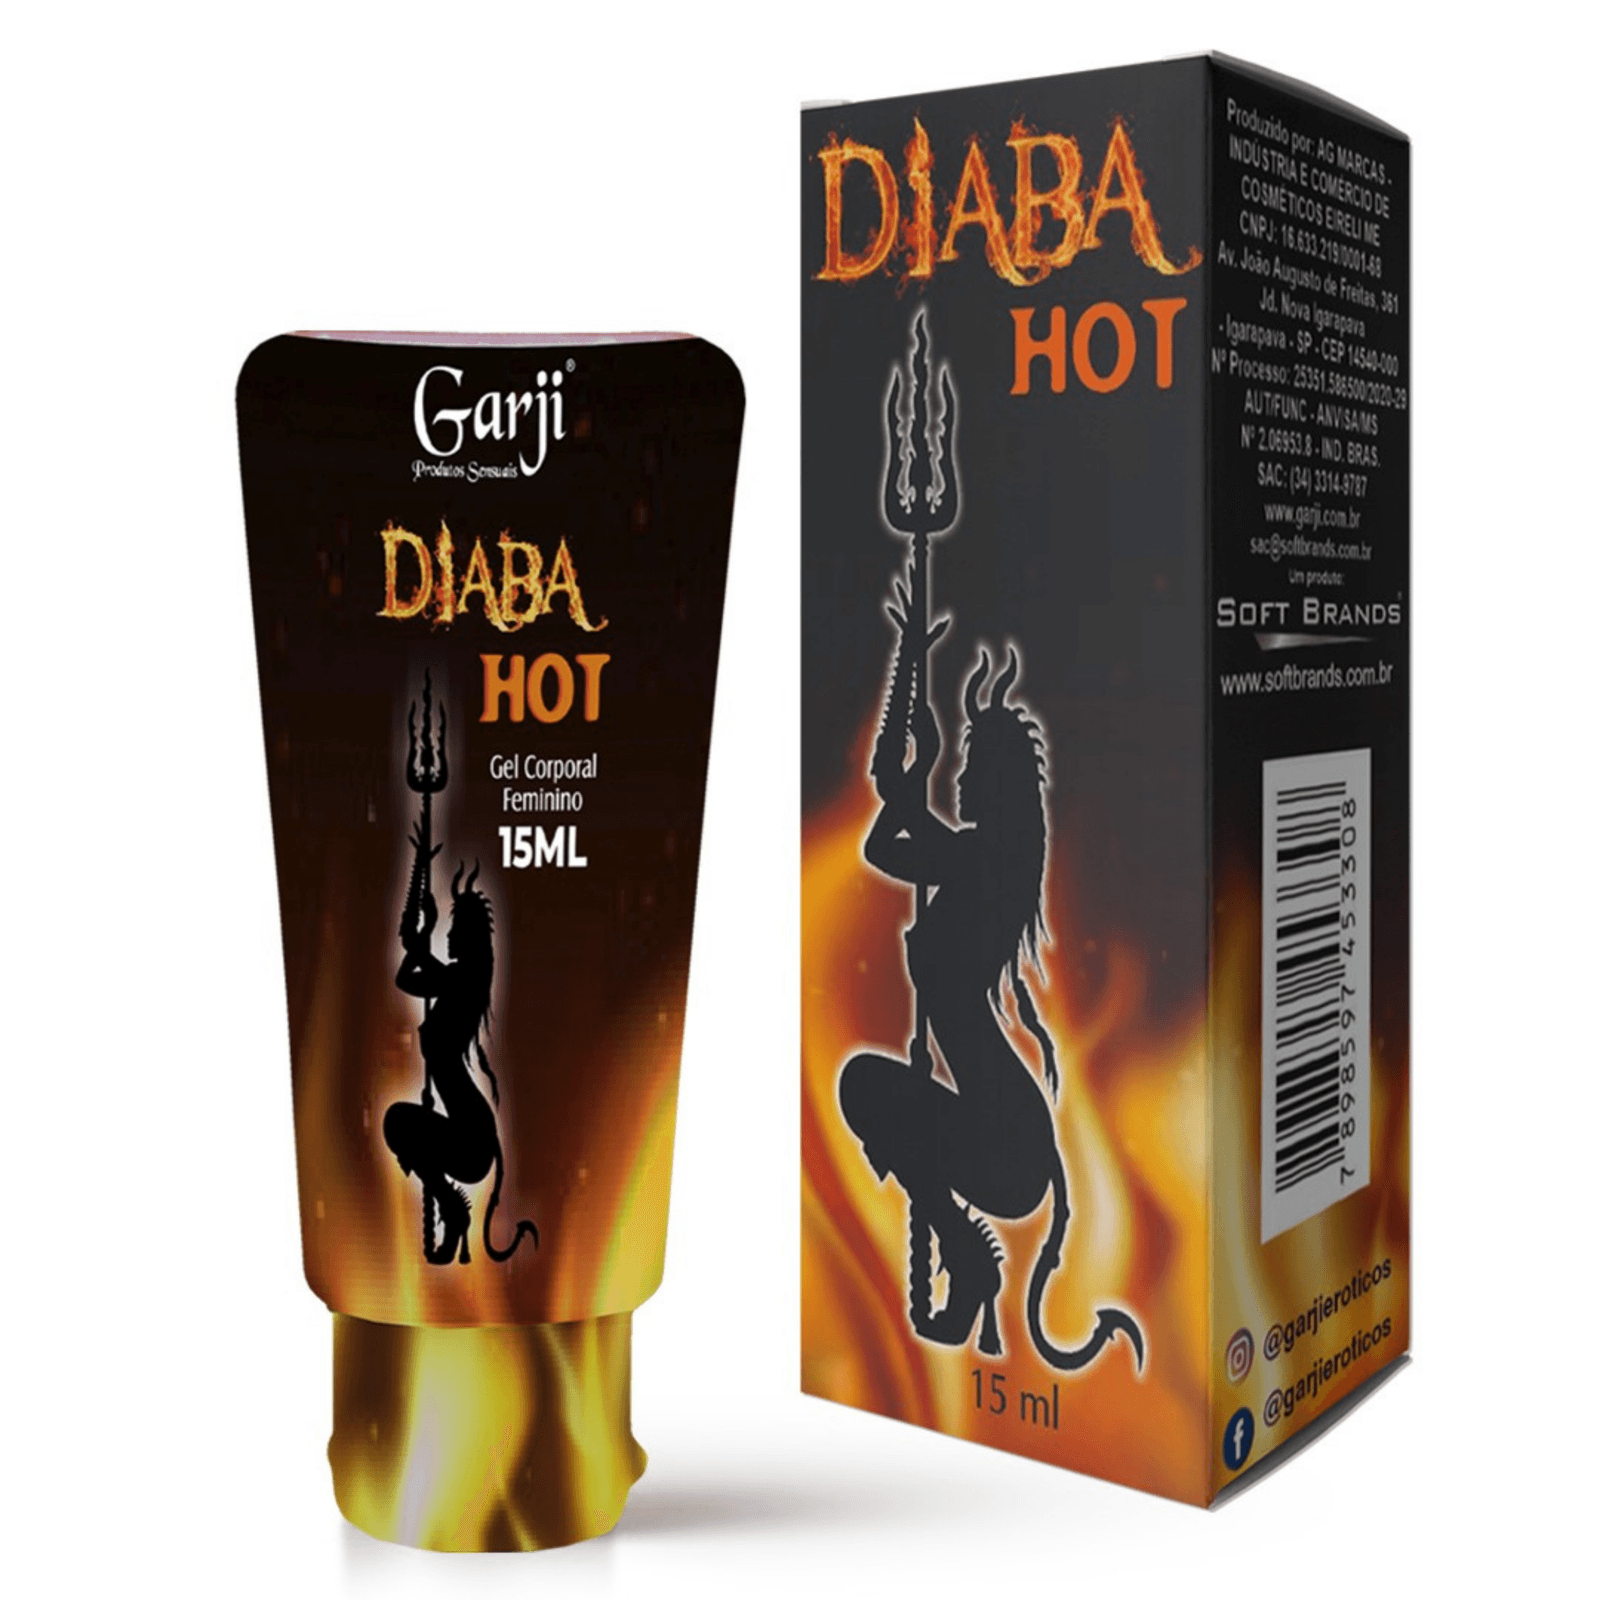 Garji®
Produtos Sensuais
DIABA
HOT
Gel Corporal
Feminino
15ML
DIABA
HOT
15 ml
Produzido por: AG MARCAS -
INDÚSTRIA E COMÉRCIO DE
COSMÉTICOS EIRELI ME
CNPJ: 16.633.219/0001-68
Av. João Augusto de Freitas, 361
Jd. Nova Igarapava
- Igarapava - SP - CEP 14540-000
Nº Processo: 25351.586500/2020-29
AUT/FUNC - ANVISA/MS
Nº 2.06953.8 - IND. BRAS.
SAC: (34) 3314-9787
www.garji.com.br
sac@softbrands.com.br
Um produto:
SOFT BRANDS
www.softbrands.com.br
7898597453308
@garjieroticos
f @garjieroticos